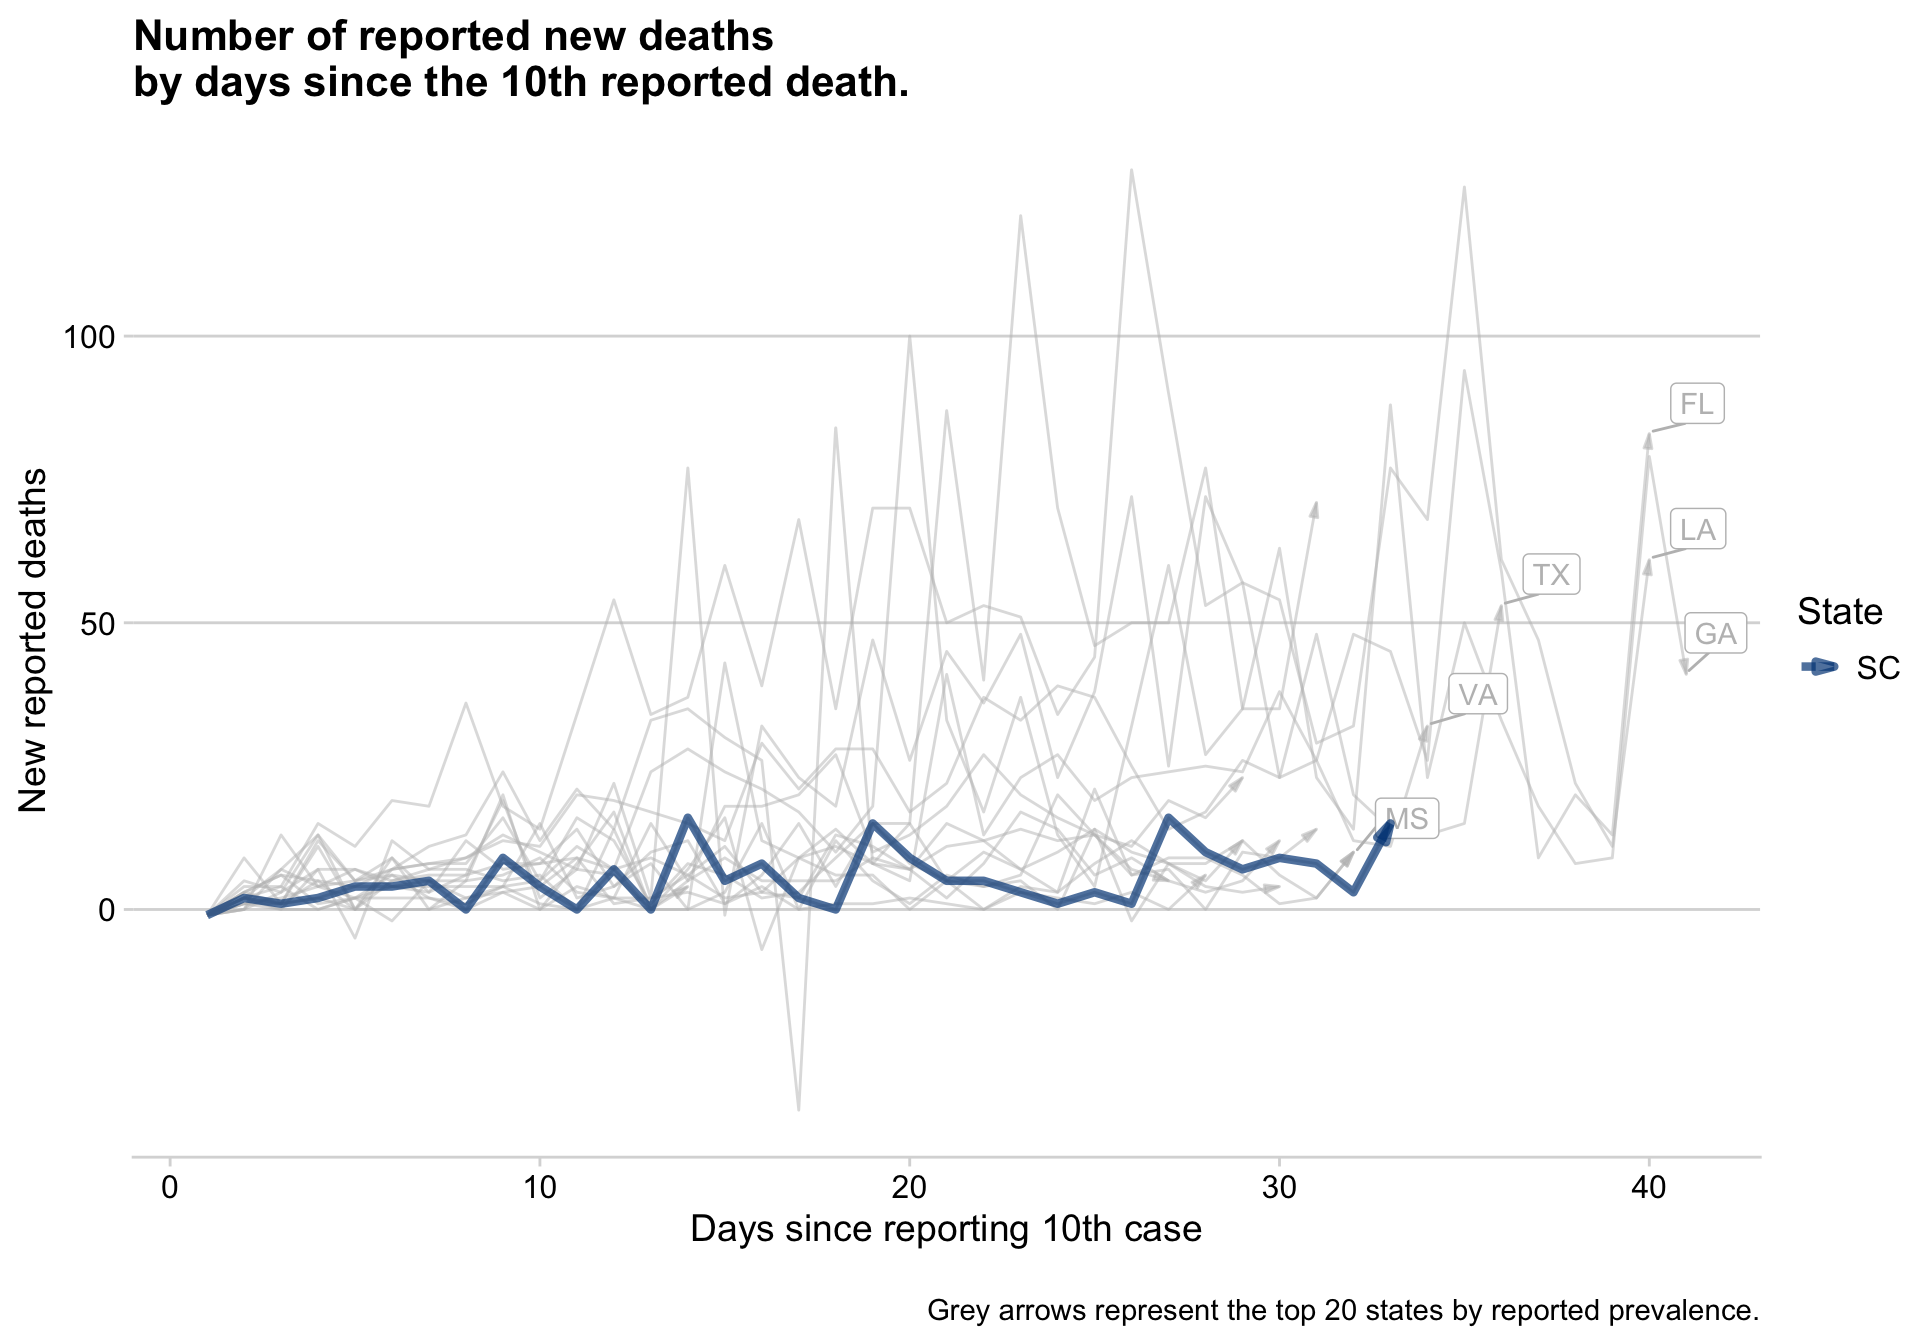 Number of reported new deaths
by days since the 10th reported death.
New reported deaths
100
50
0
FL
LA
TX
GA
VA
MS
State
SC
0
10
20
30
40
Days since reporting 10th case
Grey arrows represent the top 20 states by reported prevalence.